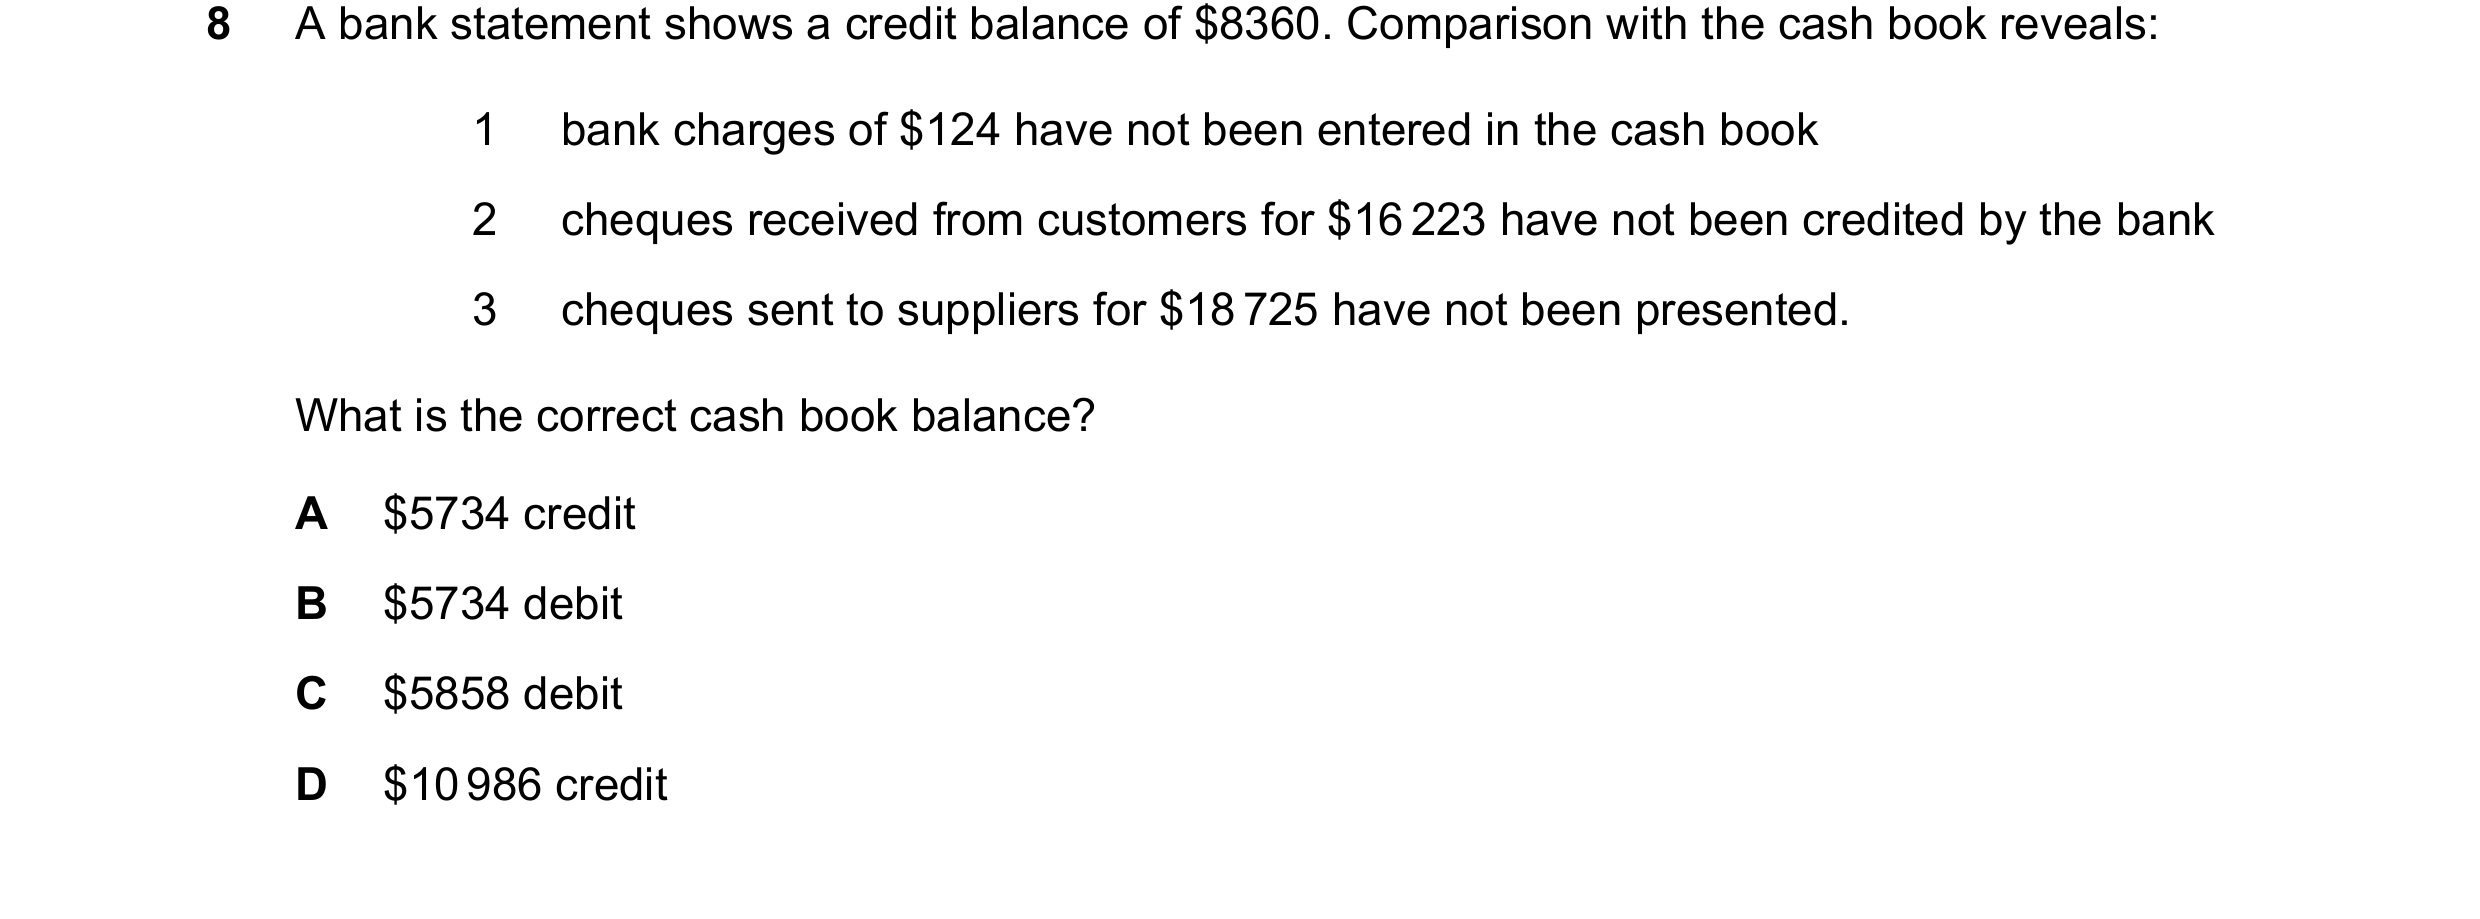 8 A bank statement shows a credit balance of $8360. Comparison with the cash book reveals:
1 bank charges of $124 have not been entered in the cash book
2 cheques received from customers for $16 223 have not been credited by the bank
3 cheques sent to suppliers for $18 725 have not been presented.
What is the correct cash book balance?
A $5734 credit
B $5734 debit
C $5858 debit
D $10 986 credit